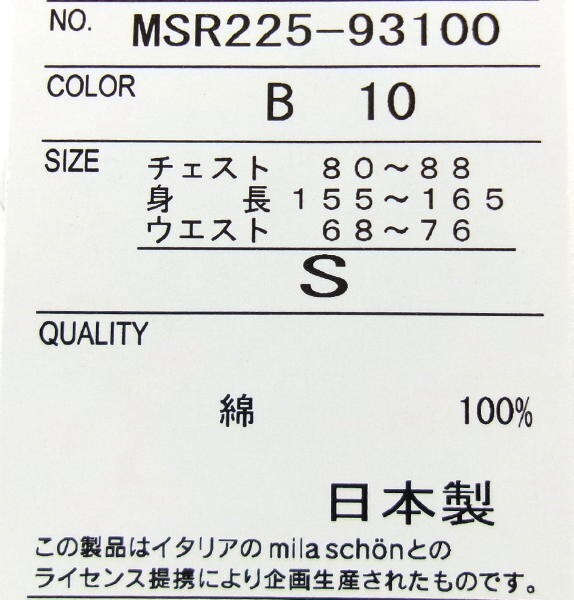 NO. MSR225-93100
COLOR B 10
SIZE チェスト 80～88
身長 155～165
ウエスト 68～76
S
QUALITY
綿 100%
日本製
この製品はイタリアのmila schönとの
ライセンス提携により企画生産されたものです。